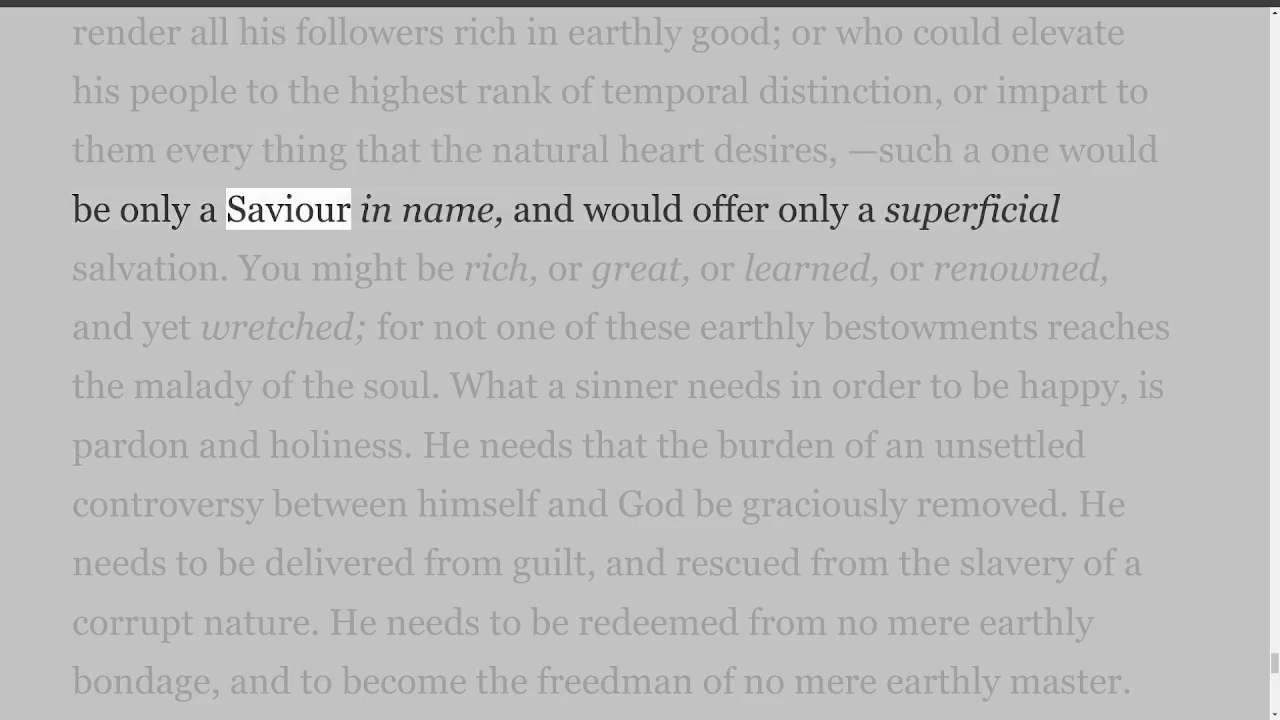 render all his followers rich in earthly good; or who could elevate
his people to the highest rank of temporal distinction, or impart to
them every thing that the natural heart desires, —such a one would
be only a Saviour in name, and would offer only a superficial
salvation. You might be rich, or great, or learned, or renowned,
and yet wretched; for not one of these earthly bestowments reaches
the malady of the soul. What a sinner needs in order to be happy, is
pardon and holiness. He needs that the burden of an unsettled
controversy between himself and God be graciously removed. He
needs to be delivered from guilt, and rescued from the slavery of a
corrupt nature. He needs to be redeemed from no mere earthly
bondage, and to become the freedman of no mere earthly master.